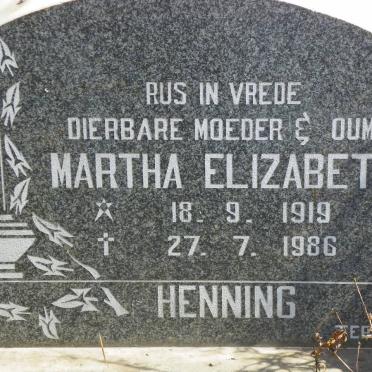 RUS IN VREDE
DIERBARE MOEDER & OUM
MARTHA ELIZABET
☆ 18. 9. 1919
† 27. 7. 1986
HENNING